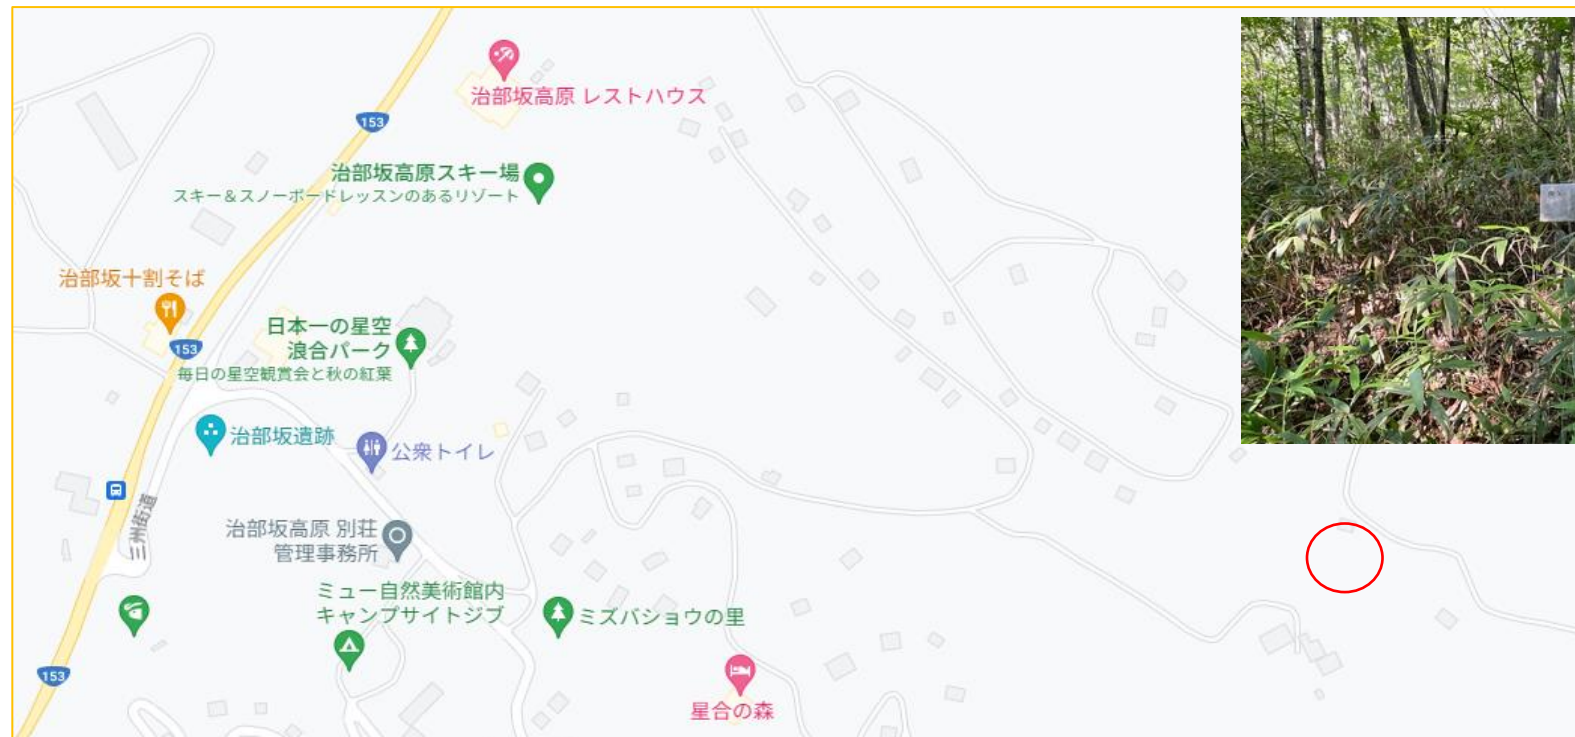 治部坂高原 レストハウス
153
治部坂高原スキー場
スキー＆スノーボードレッスンのあるリゾート
治部坂十割そば
153
日本一の星空
浪合パーク
毎日の星空観賞会と秋の紅葉
治部坂遺跡
公衆トイレ
三州街道
治部坂高原 別荘
管理事務所
ミュー自然美術館内
キャンプサイトジブ
ミズバショウの里
153
星合の森